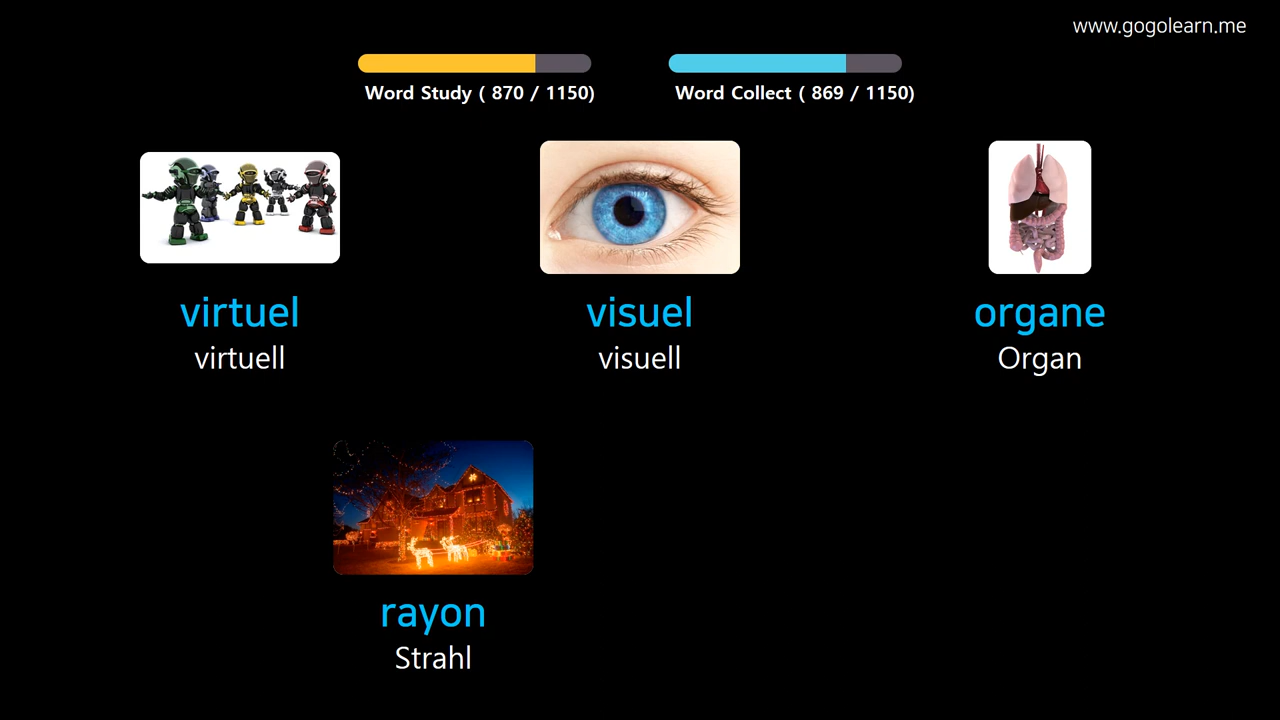 www.gogolearn.me
Word Study ( 870 / 1150)
Word Collect ( 869 / 1150)
virtuel
virtuell
visuel
visuell
organe
Organ
rayon
Strahl